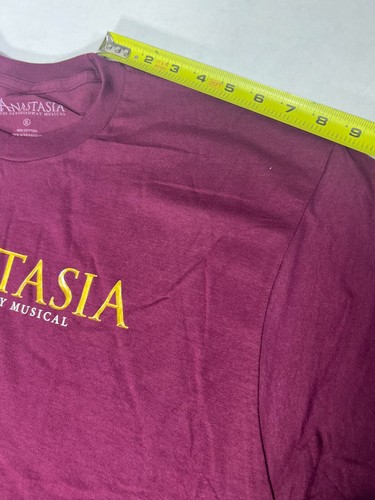 2 3 4 5 6 7 8 9
ANASTASIA
S
TASIA
Y MUSICAL